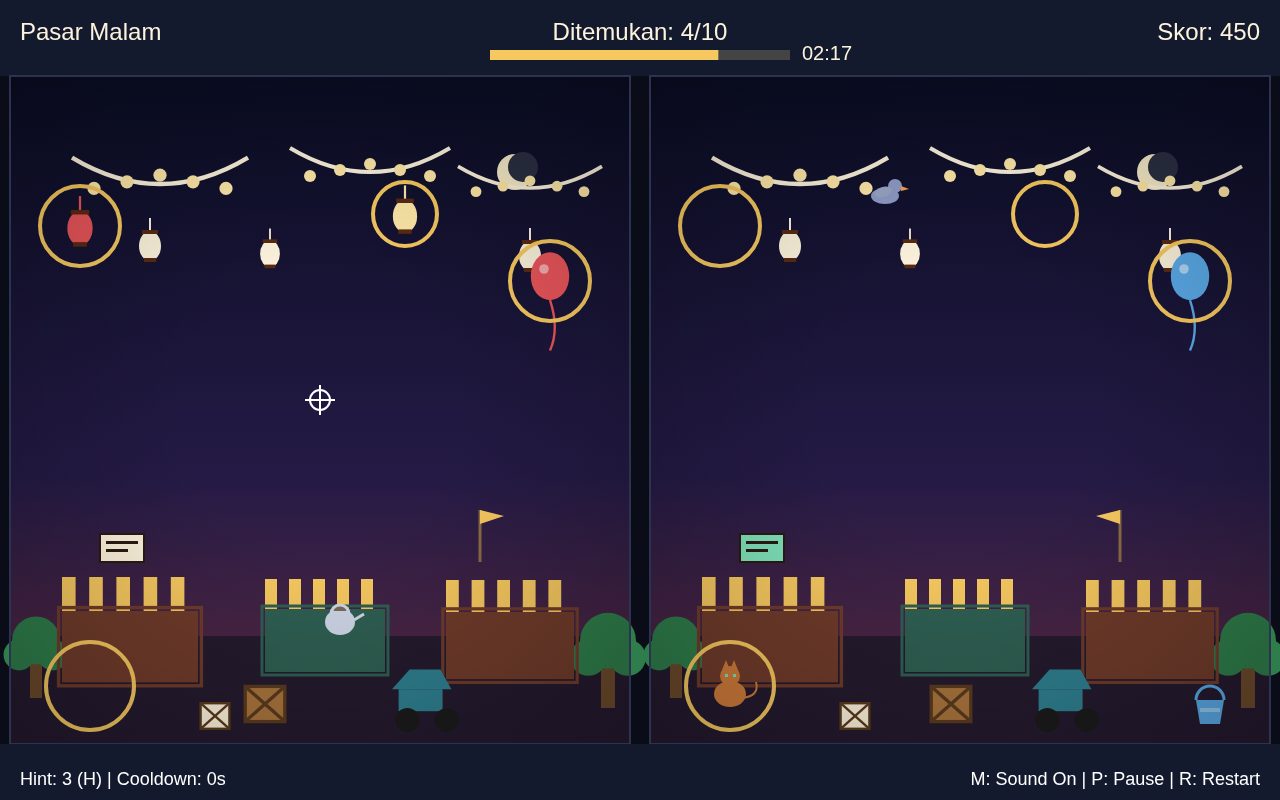 Pasar Malam
Ditemukan: 4/10
02:17
Skor: 450
Hint: 3 (H) | Cooldown: 0s
M: Sound On | P: Pause | R: Restart